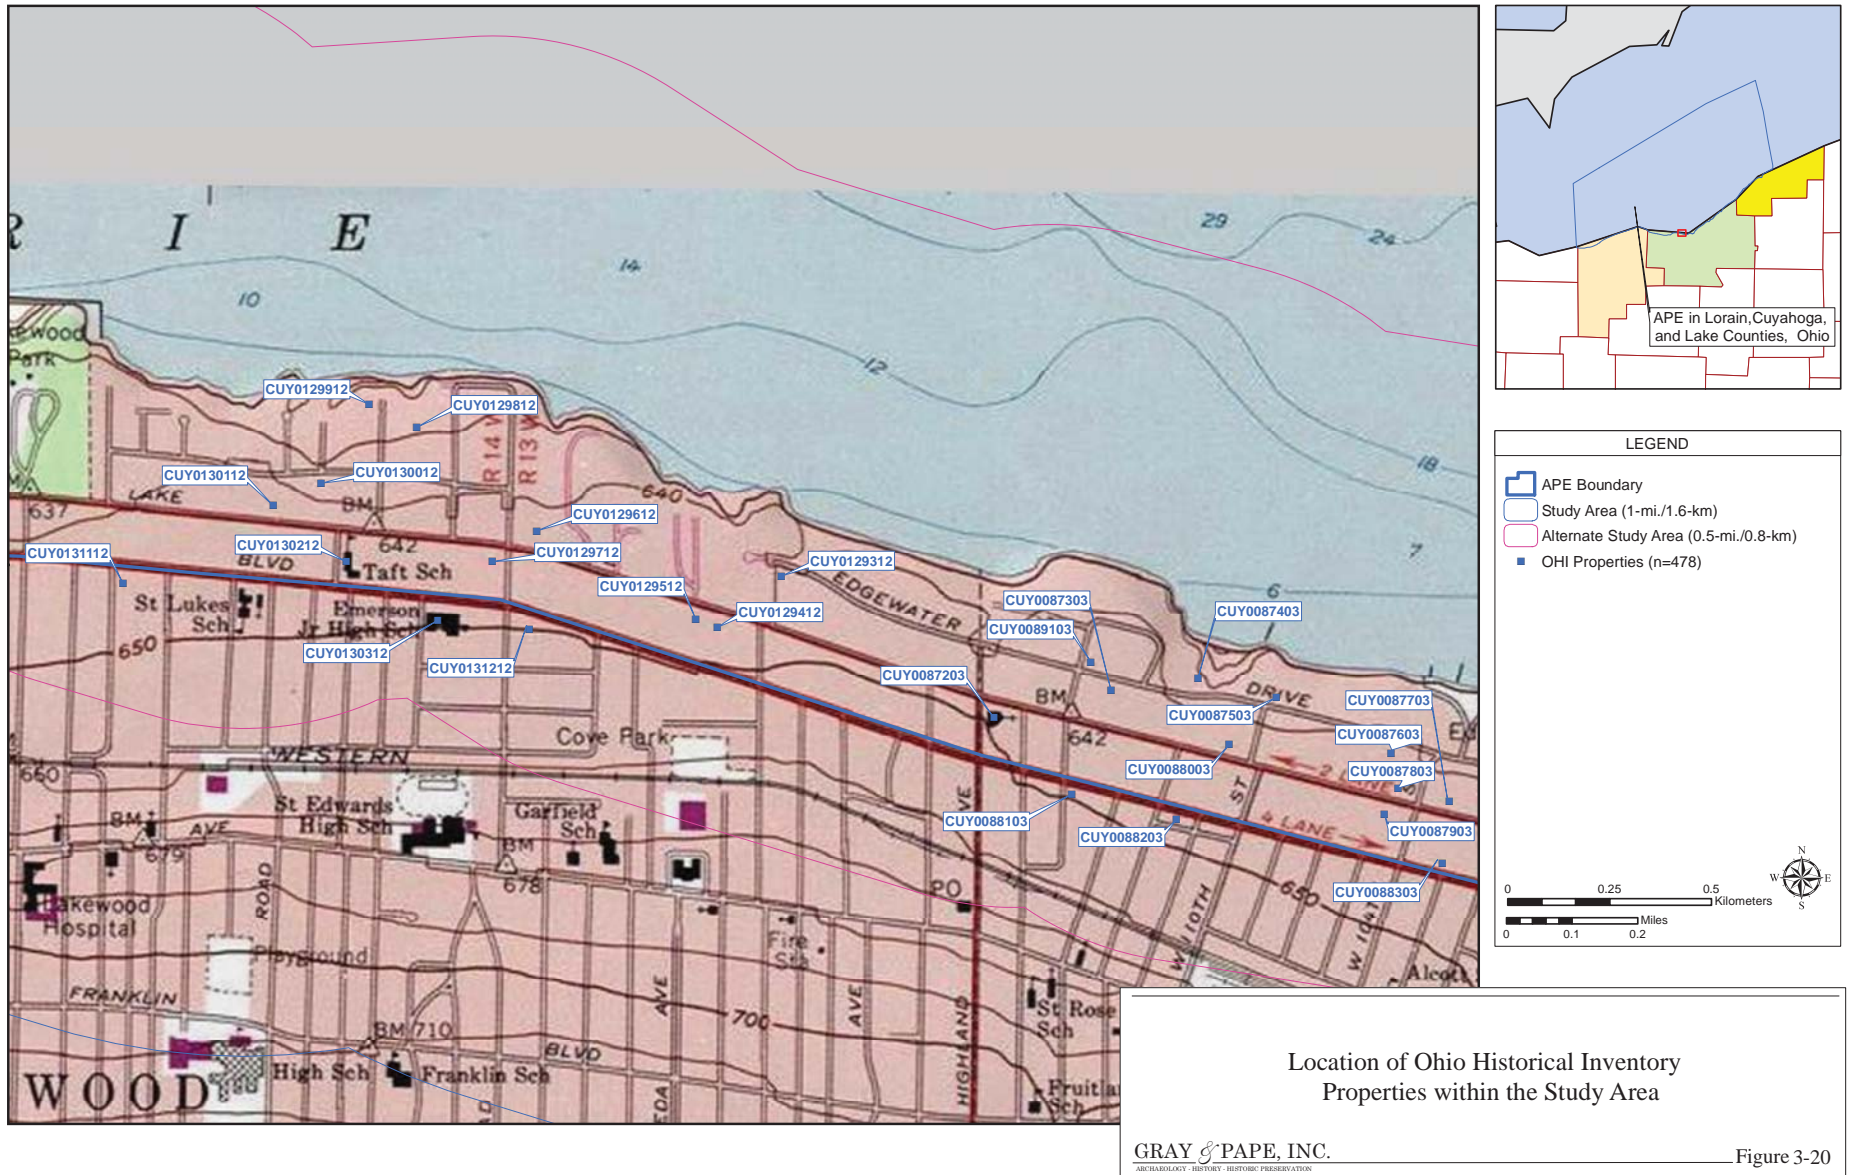 R I E
29
24
14
10
12
18
7
6
Park
CUY0129912
CUY0129812
R 14 W
R 13 W
CUY0130112
CUY0130012
LAKE
BM
640
637
642
CUY0129612
CUY0131112
CUY0130212
BLVD
Taft Sch
CUY0129712
CUY0129312
CUY0129512
CUY0129412
EDGEWATER
DRIVE
St Lukes
Sch
Emerson
Jr High Sch
650
CUY0130312
CUY0131212
CUY0087303
CUY0087403
CUY0089103
CUY0087203
BM
642
CUY0087503
CUY0087703
CUY0087603
CUY0088003
CUY0087803
2 LANE
ST
Cove Park
WESTERN
660
St Edwards
High Sch
Garfield
Sch
BM
AVE
679
BM
678
CUY0088103
CUY0088203
4 LANE
CUY0087903
CUY0088303
650
AVE
PO
W 110TH
W 104T
ROAD
Lakewood
Hospital
Playground
Fire
Sta
Alcott
FRANKLIN
BLVD
AVE
AVE
HIGHLAND
700
St Rose
Sch
BM 710
High Sch
Franklin Sch
WOOD
Fruitla
Sch
APE in Lorain,Cuyahoga,
and Lake Counties, Ohio
LEGEND
APE Boundary
Study Area (1-mi./1.6-km)
Alternate Study Area (0.5-mi./0.8-km)
OHI Properties (n=478)
N
W E
S
0 0.25 0.5
Kilometers
Miles
0 0.1 0.2
Location of Ohio Historical Inventory
Properties within the Study Area
GRAY & PAPE, INC.
ARCHAEOLOGY - HISTORY - HISTORIC PRESERVATION
Figure 3-20